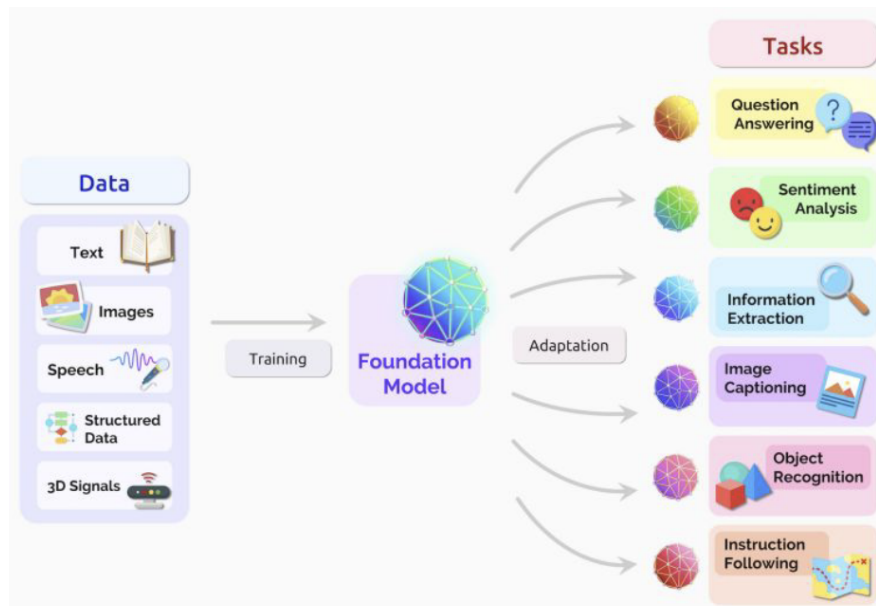 Tasks
Question
Answering
Data
Sentiment
Analysis
Text
Images
Information
Extraction
Speech
Training
Foundation
Model
Adaptation
Image
Captioning
Structured
Data
3D Signals
Object
Recognition
Instruction
Following